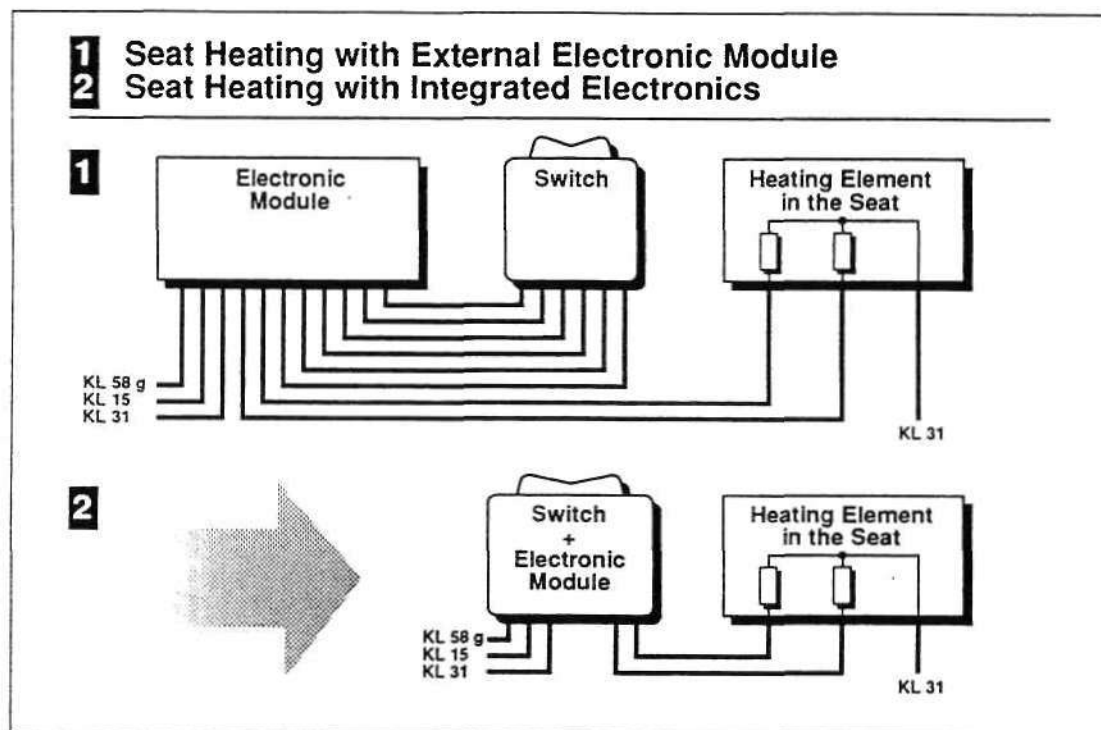 1 Seat Heating with External Electronic Module
2 Seat Heating with Integrated Electronics
1
Electronic
Module
Switch
Heating Element
in the Seat
KL 58 g
KL 15
KL 31
KL 31
2
Switch
+
Electronic
Module
Heating Element
in the Seat
KL 58 g
KL 15
KL 31
KL 31